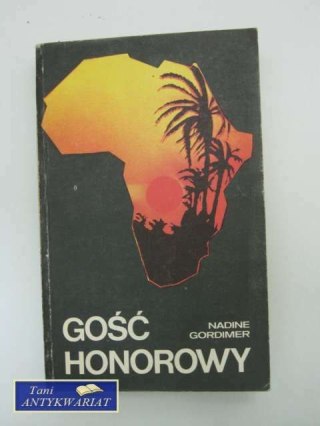 GOŚĆ
HONOROWY
NADINE
GORDIMER
Tani
ANTYKWARIAT